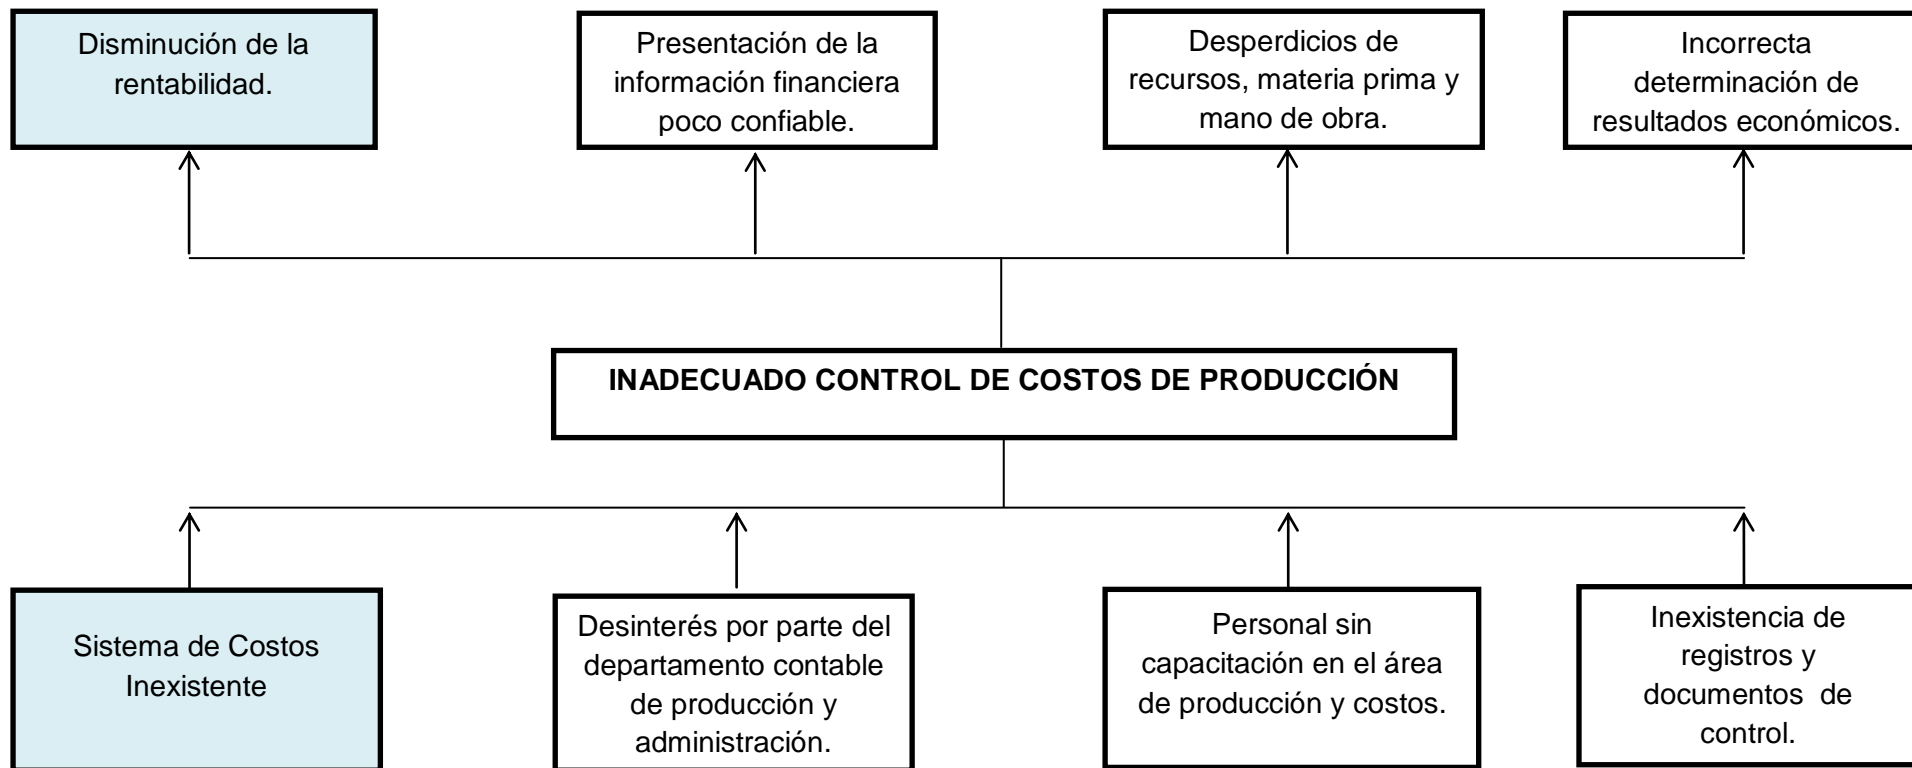 Disminución de la
rentabilidad.
Presentación de la
información financiera
poco confiable.
Desperdicios de
recursos, materia prima y
mano de obra.
Incorrecta
determinación de
resultados económicos.
INADECUADO CONTROL DE COSTOS DE PRODUCCIÓN
Sistema de Costos
Inexistente
Desinterés por parte del
departamento contable
de producción y
administración.
Personal sin
capacitación en el área
de producción y costos.
Inexistencia de
registros y
documentos  de
control.